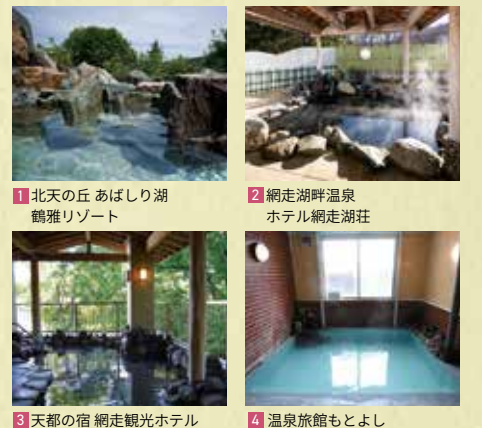 1 北天の丘 あばしり湖
鶴雅リゾート
2 網走湖畔温泉
ホテル網走湖荘
3 天都の宿 網走観光ホテル
4 温泉旅館もとよし